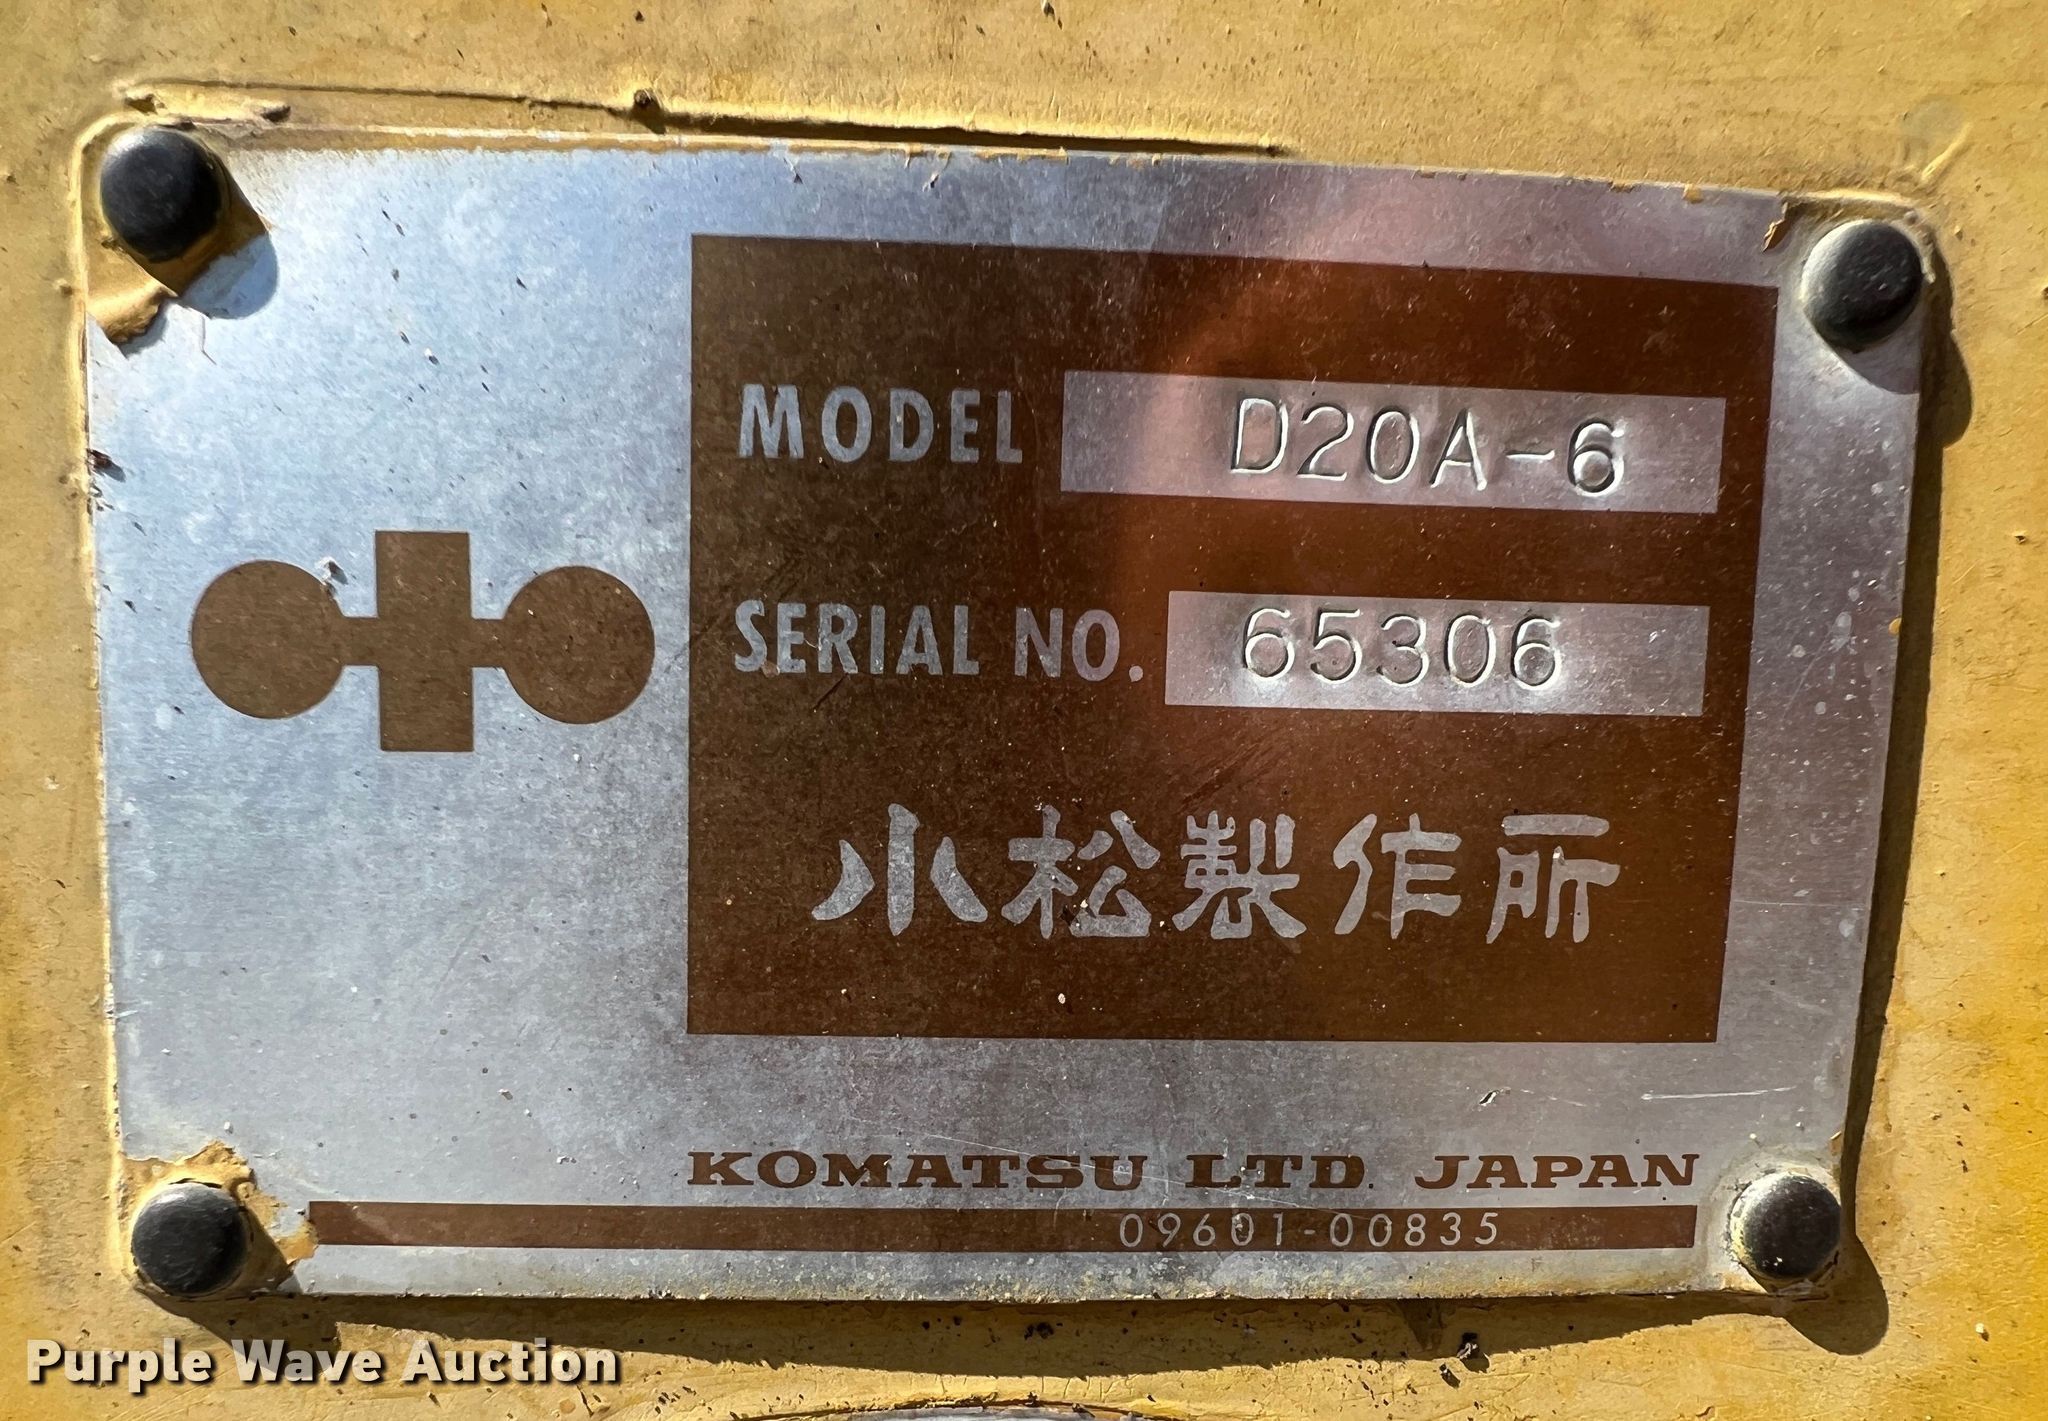 MODEL D20A-6
SERIAL NO. 65306
小松製作所
KOMATSU LTD. JAPAN
09601-00835
Purple Wave Auction